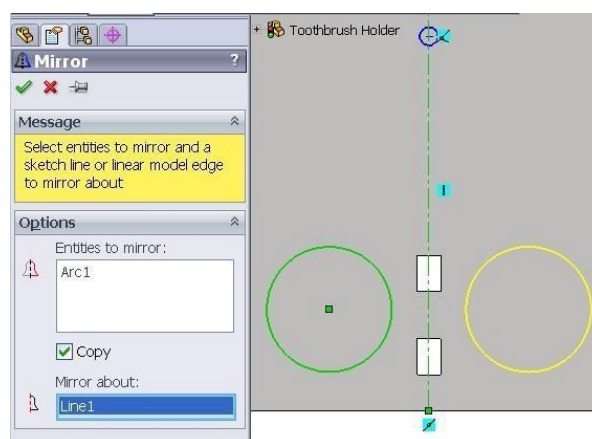 Toothbrush Holder
Mirror
?
Message
Select entities to mirror and a
sketch line or linear model edge
to mirror about
Options
Entities to mirror:
Arc1
Copy
Mirror about:
Line1